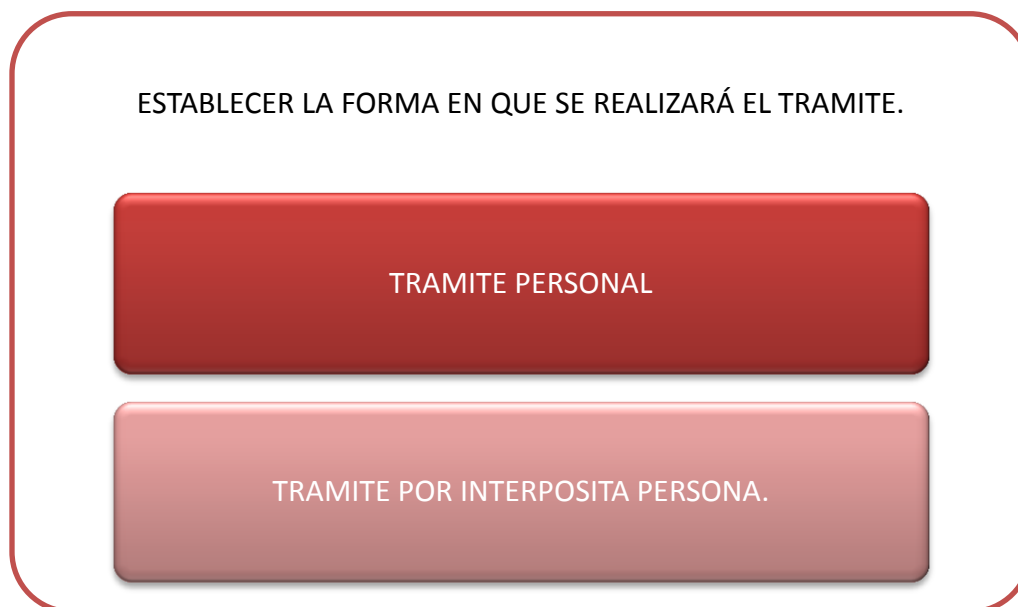 ESTABLECER LA FORMA EN QUE SE REALIZARÁ EL TRAMITE.
TRAMITE PERSONAL
TRAMITE POR INTERPOSITA PERSONA.